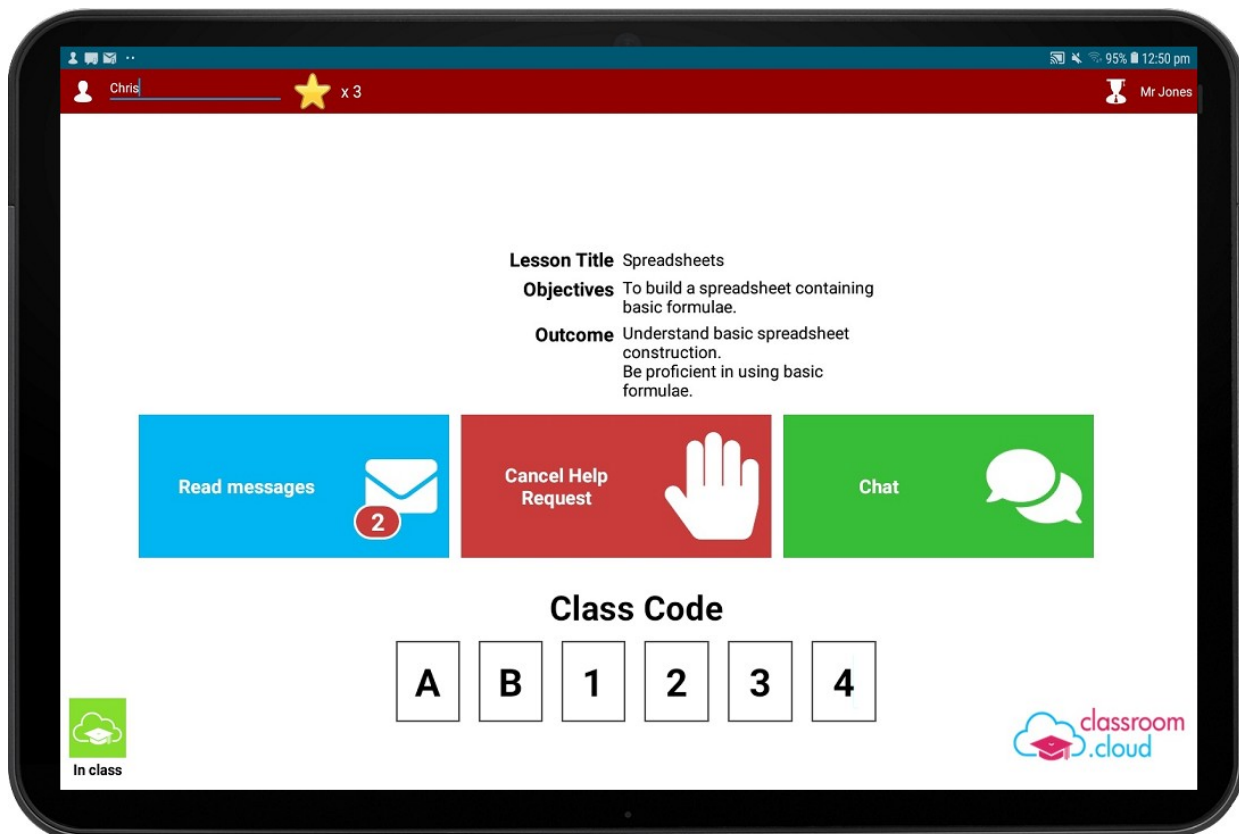 95% 12:50 pm
Chris x 3 Mr Jones
Lesson Title Spreadsheets
Objectives To build a spreadsheet containing
basic formulae.
Outcome Understand basic spreadsheet
construction.
Be proficient in using basic
formulae.
Read messages
2
Cancel Help
Request
Chat
Class Code
A B 1 2 3 4
In class
classroom
.cloud